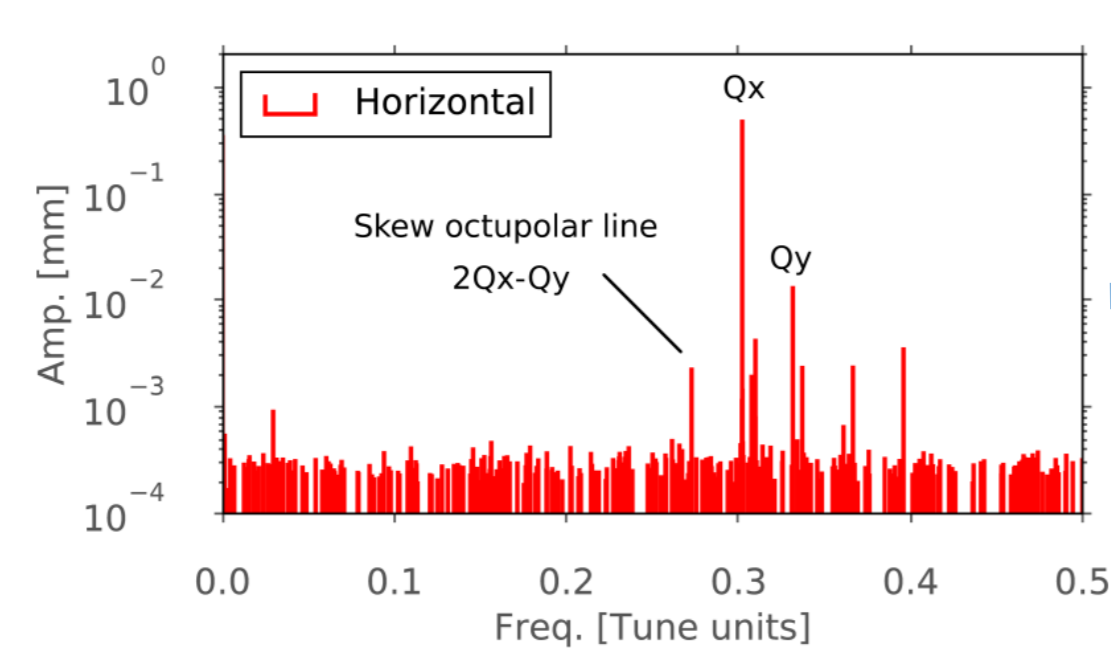 10^0
10^−1
10^−2
10^−3
10^−4
Amp. [mm]
Horizontal
Qx
Skew octupolar line
2Qx-Qy
Qy
0.0 0.1 0.2 0.3 0.4 0.5
Freq. [Tune units]